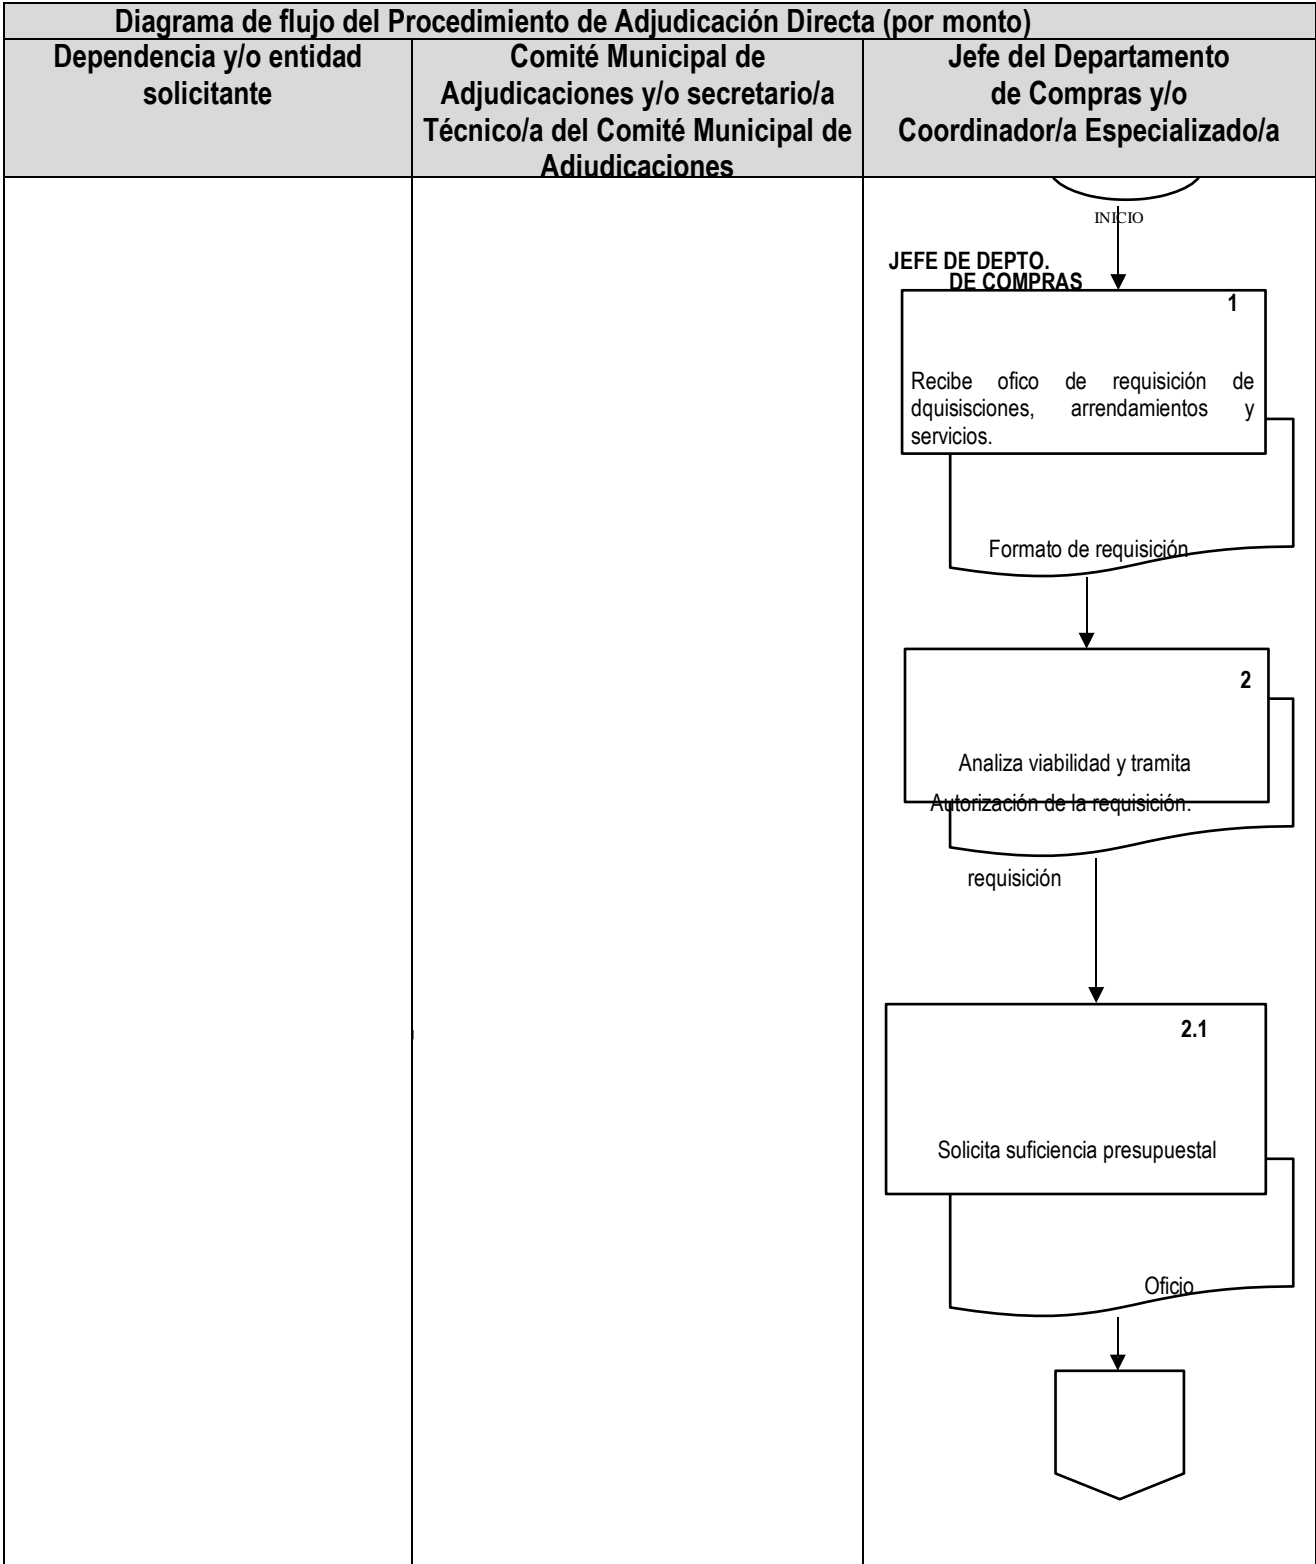 Diagrama de flujo del Procedimiento de Adjudicación Directa (por monto)
Dependencia y/o entidad
solicitante
Comité Municipal de
Adjudicaciones y/o secretario/a
Técnico/a del Comité Municipal de
Adjudicaciones
Jefe del Departamento
de Compras y/o
Coordinador/a Especializado/a
INICIO
JEFE DE DEPTO.
DE COMPRAS
1
Recibe ofico de requisición de
dquisisciones, arrendamientos y
servicios.
Formato de requisición
2
Analiza viabilidad y tramita
Autorización de la requisición.
requisición
2.1
Solicita suficiencia presupuestal
Oficio